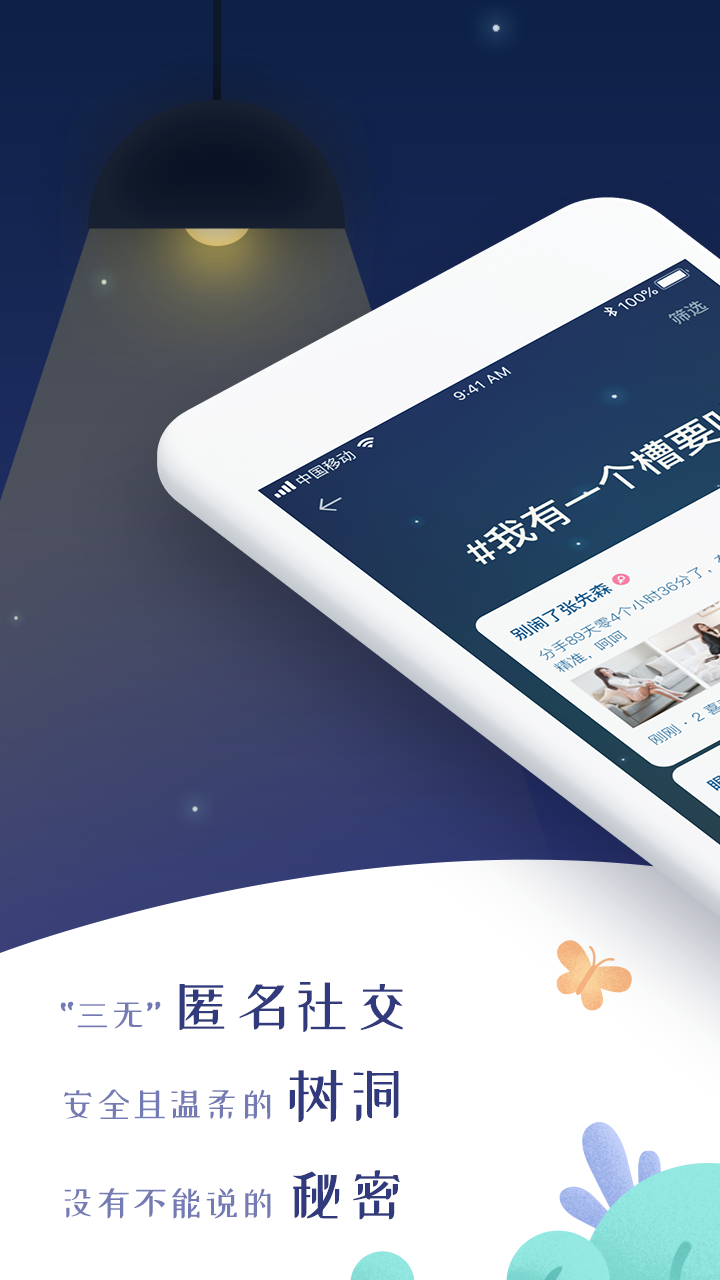 中国移动
9:41 AM
100%
筛选
#我有一个槽要
别闹了张先森
分手89天零4个小时36分了，
精准，呵呵
刚刚 · 2 喜
“三无” 匿名社交
安全且温柔的 树洞
没有不能说的 秘密